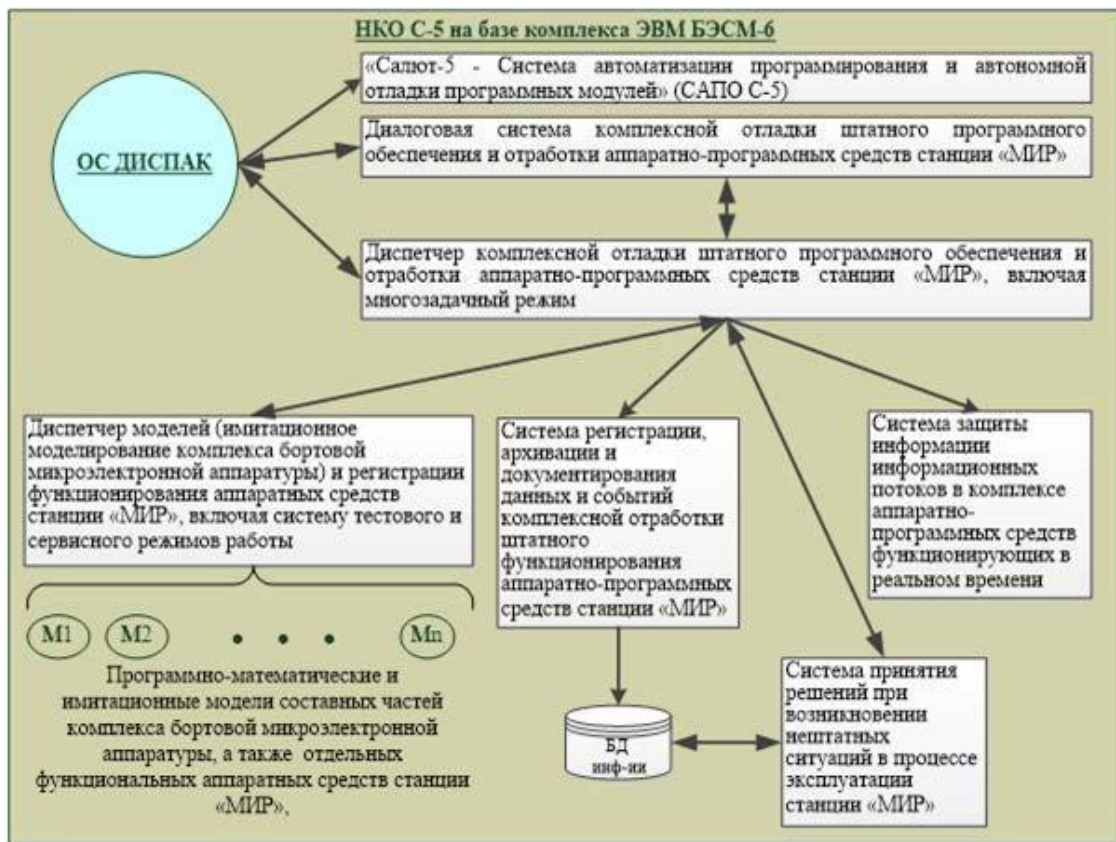 НКО С-5 на базе комплекса ЭВМ БЭСМ-6
ОС ДИСПАК
«Салют-5 - Система автоматизации программирования и автономной
отладки программных модулей» (САПО С-5)
Диалоговая система комплексной отладки штатного программного
обеспечения и отработки аппаратно-программных средств станции «МИР»
Диспетчер комплексной отладки штатного программного обеспечения и
отработки аппаратно-программных средств станции «МИР», включая
многозадачный режим
Диспетчер моделей (имитационное
моделирование комплекса бортовой
микроэлектронной аппаратуры) и регистрации
функционирования аппаратных средств
станции «МИР», включая систему тестового и
сервисного режимов работы
М1 М2 • • • Мn
Программно-математические и
имитационные модели составных частей
комплекса бортовой микроэлектронной
аппаратуры, а также отдельных
функциональных аппаратных средств станции
«МИР»,
Система регистрации,
архивации и
документирования
данных и событий
комплексной отработки
штатного
функционирования
аппаратно-программных
средств станции «МИР»
БД
инф-ии
Система защиты
информации
информационных
потоков в комплексе
аппаратно-
программных средств
функционирующих в
реальном времени
Система принятия
решений при
возникновении
нештатных
ситуаций в процессе
эксплуатации
станции «МИР»